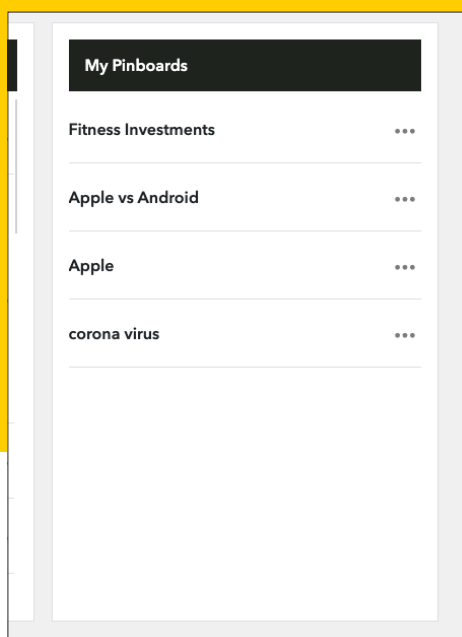 My Pinboards
Fitness Investments
Apple vs Android
Apple
corona virus